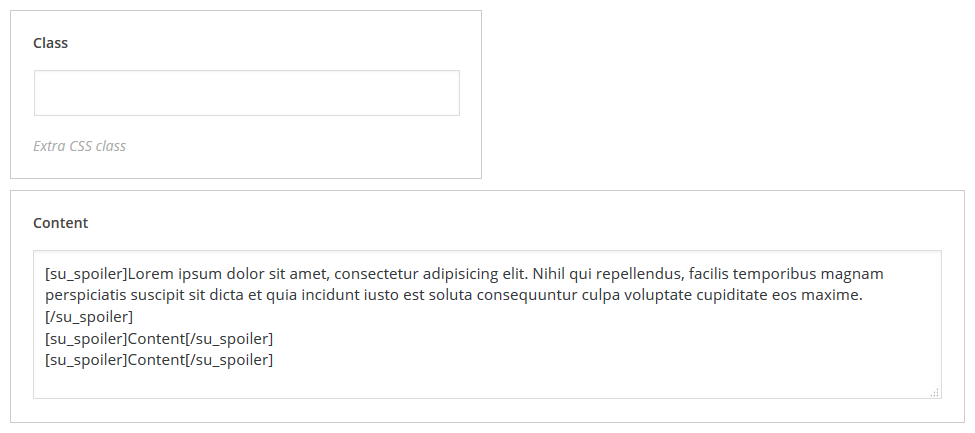 Class
Extra CSS class
Content
[su_spoiler]Lorem ipsum dolor sit amet, consectetur adipisicing elit. Nihil qui repellendus, facilis temporibus magnam
perspiciatis suscipit sit dicta et quia incidunt iusto est soluta consequuntur culpa voluptate cupiditate eos maxime.
[/su_spoiler]
[su_spoiler]Content[/su_spoiler]
[su_spoiler]Content[/su_spoiler]